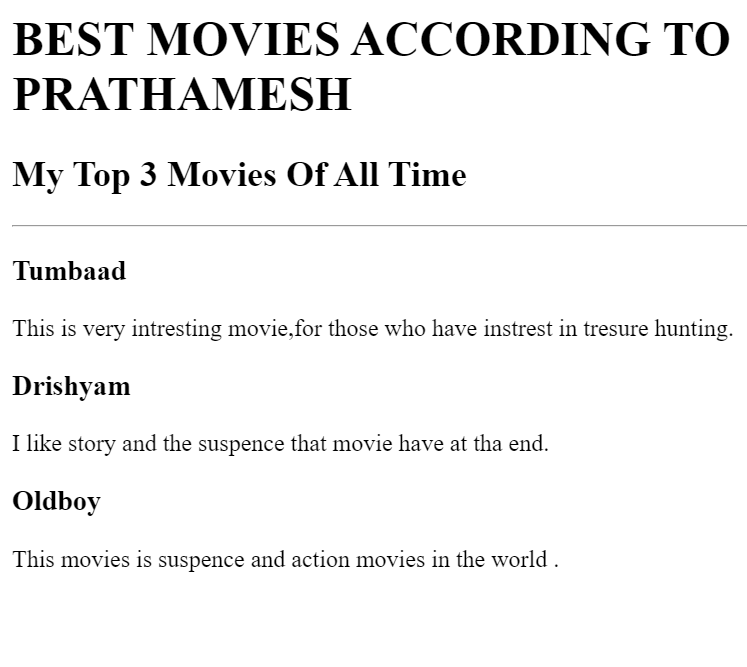 BEST MOVIES ACCORDING TO
PRATHAMESH
My Top 3 Movies Of All Time
Tumbaad
This is very intresting movie,for those who have instrest in tresure hunting.
Drishyam
I like story and the suspence that movie have at tha end.
Oldboy
This movies is suspence and action movies in the world .